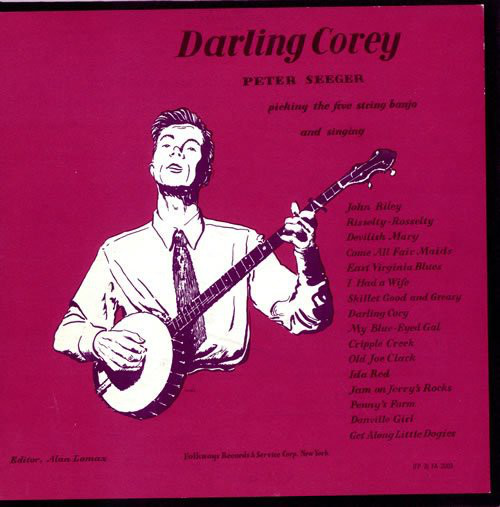 Darling Corey
PETER SEEGER
picking the five string banjo
and singing
John Riley
Risselty-Rosselty
Devilish Mary
Come All Fair Maids
East Virginia Blues
I Had a Wife
Skillet Good and Greasy
Darling Cory
My Blue-Eyed Gal
Cripple Creek
Old Joe Clark
Ida Red
Jam on Jerry's Rocks
Penny's Farm
Danville Girl
Get Along Little Dogies
Editor, Alan Lomax
Folkways Records & Service Corp. New York